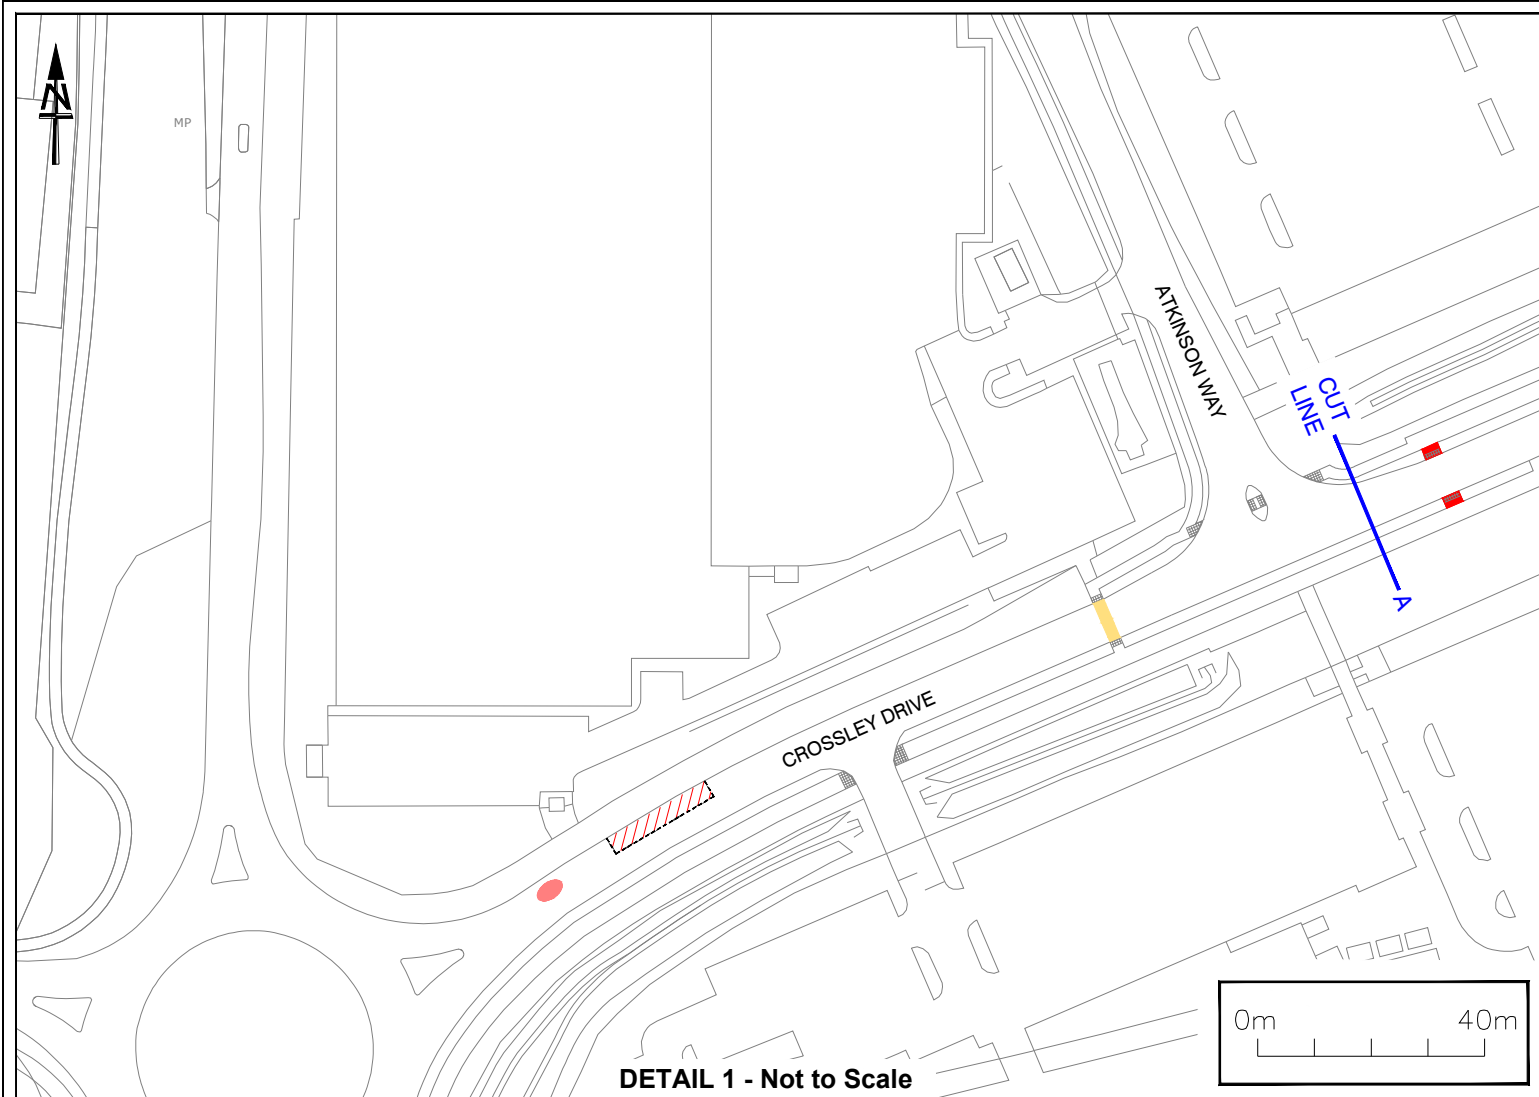 N
MP
ATKINSON WAY
CUT
LINE
A
CROSSLEY DRIVE
0m 40m
DETAIL 1 - Not to Scale